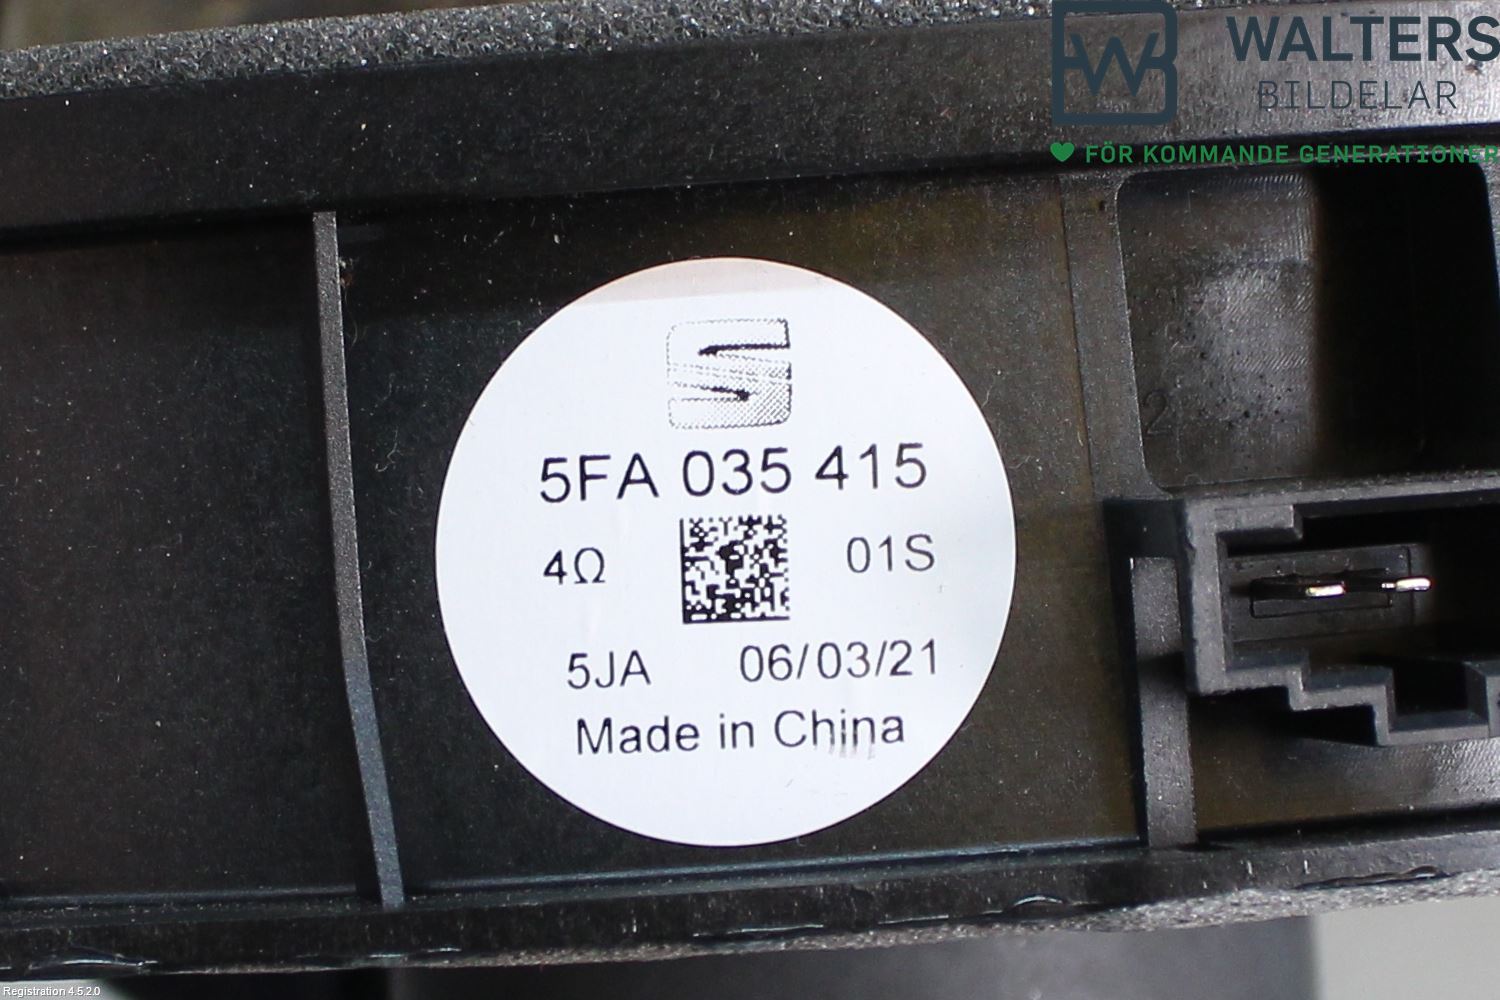 WALTERS
BILDELAR
FÖR KOMMANDE GENERATIONER
5FA 035 415
4Ω 01S
5JA 06/03/21
Made in China
2
Registration 4.5.2.0